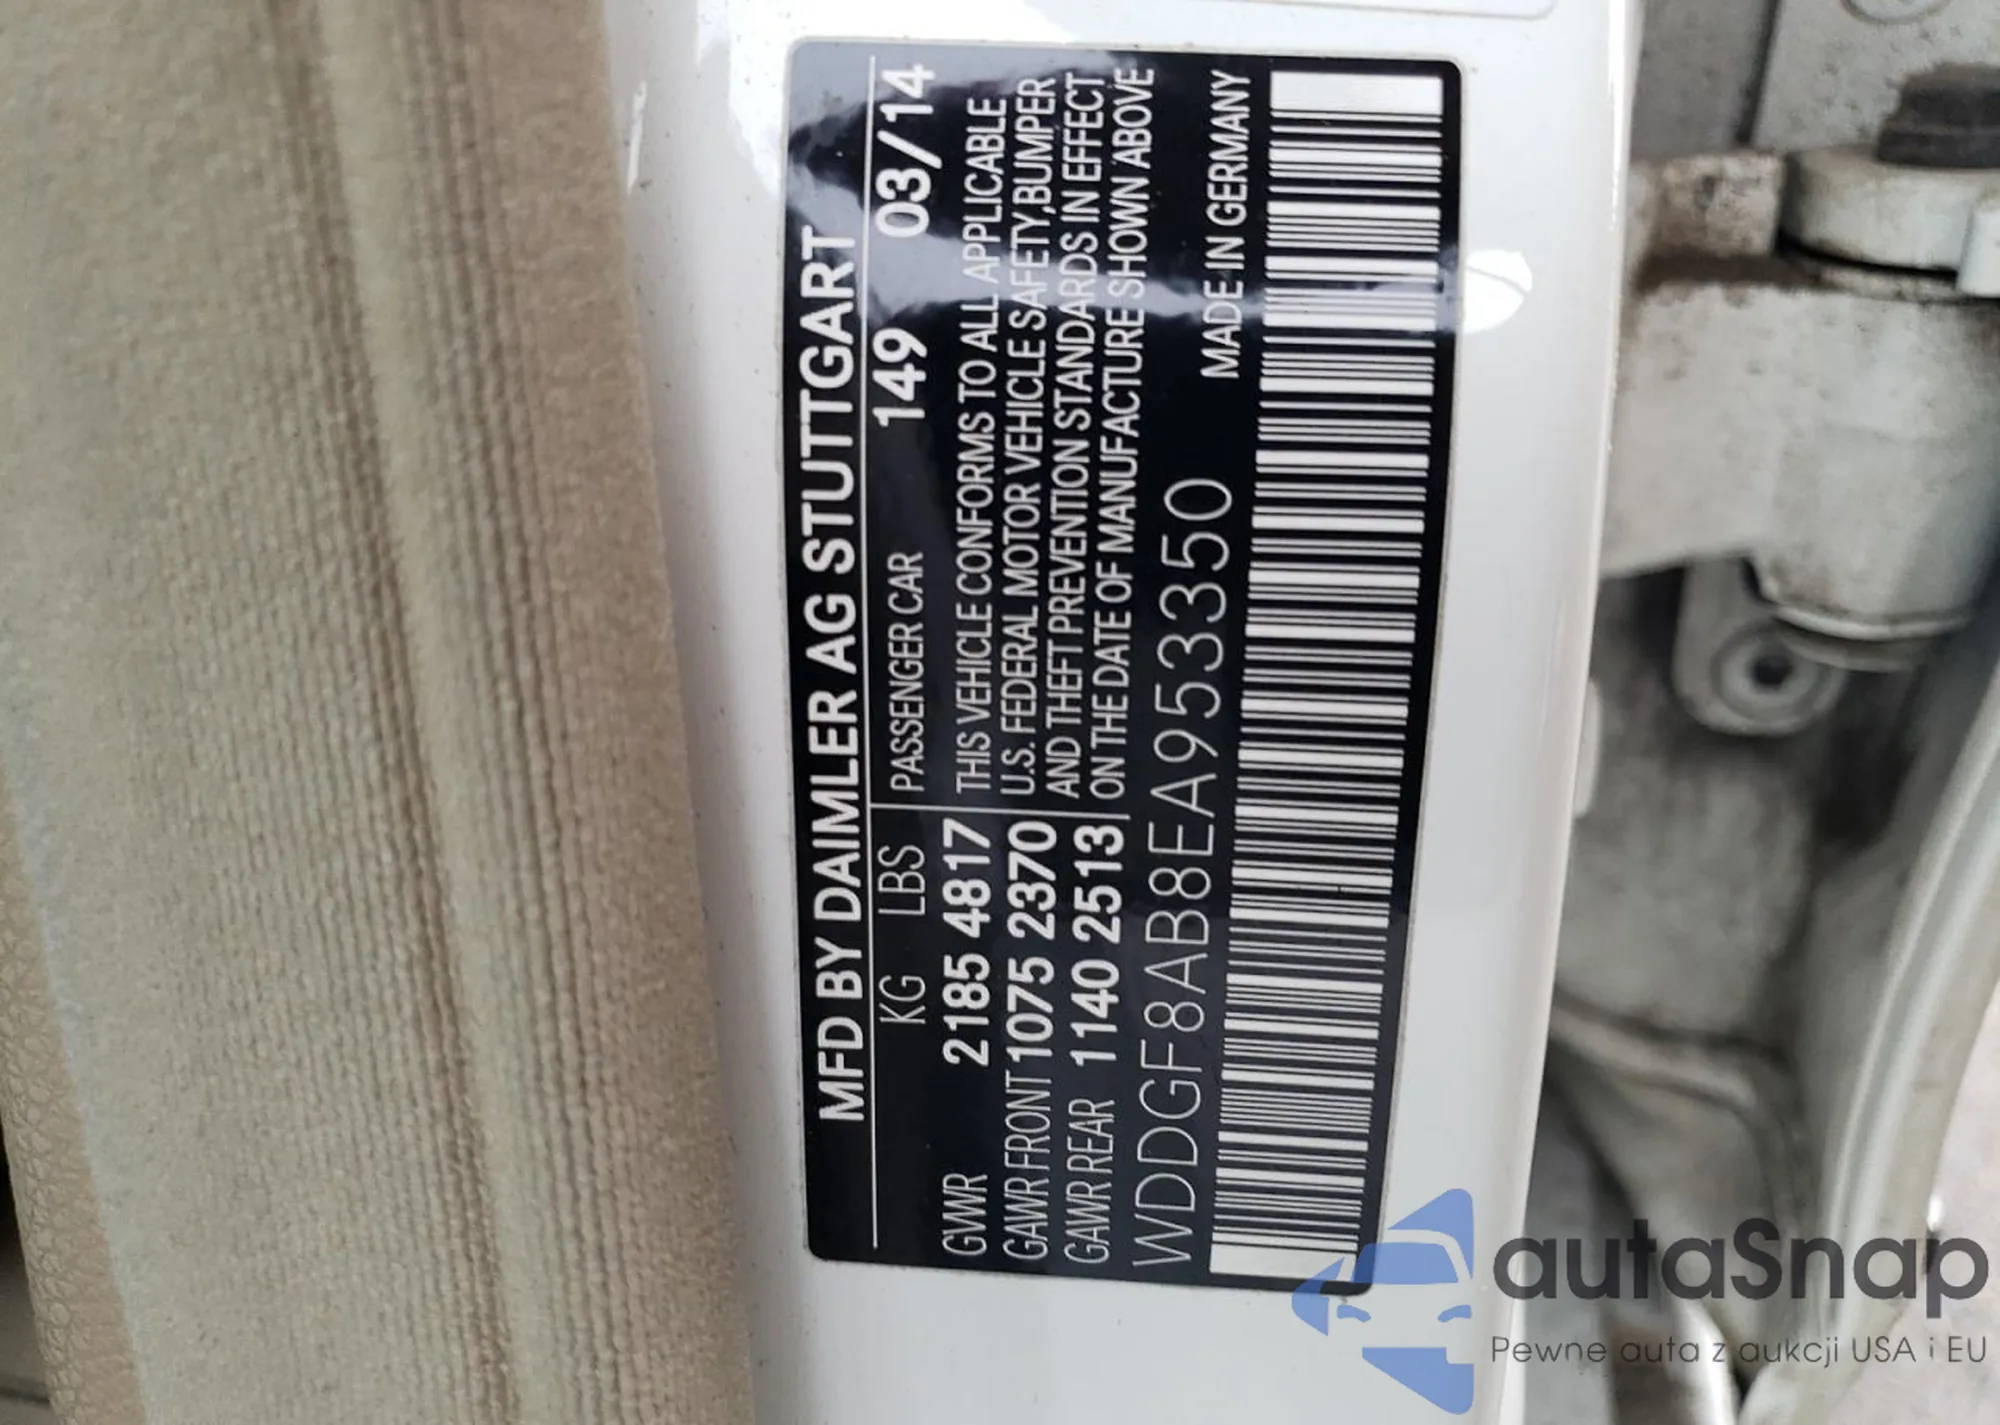 MFD BY DAIMLER AG STUTTGART
KG LBS PASSENGER CAR 149 03/14
GVWR 2185 4817 THIS VEHICLE CONFORMS TO ALL APPLICABLE
GAWR FRONT 1075 2370 U.S. FEDERAL MOTOR VEHICLE SAFETY,BUMPER
GAWR REAR 1140 2513 AND THEFT PREVENTION STANDARDS IN EFFECT
ON THE DATE OF MANUFACTURE SHOWN ABOVE
WDDGF8AB8EA953350 MADE IN GERMANY
autaSnap
Pewne auta z aukcji USA i EU